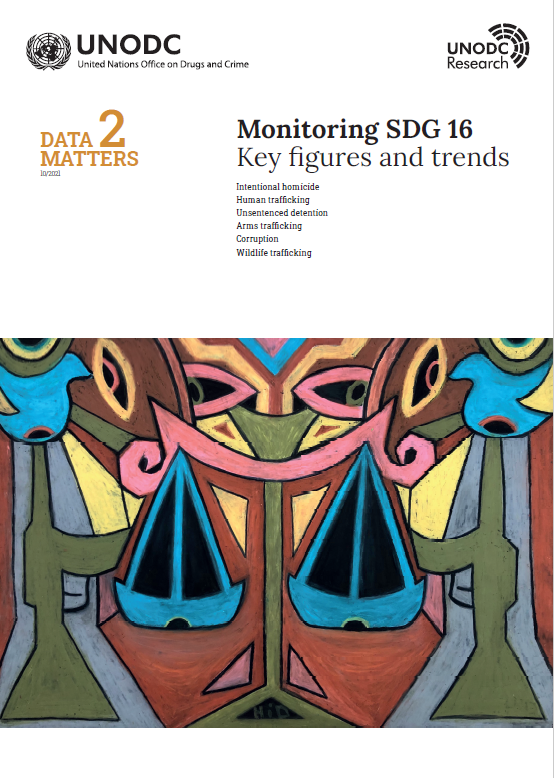 UNODC
United Nations Office on Drugs and Crime
UNODC
Research
DATA 2
MATTERS
10/2021
Monitoring SDG 16
Key figures and trends
Intentional homicide
Human trafficking
Unsentenced detention
Arms trafficking
Corruption
Wildlife trafficking